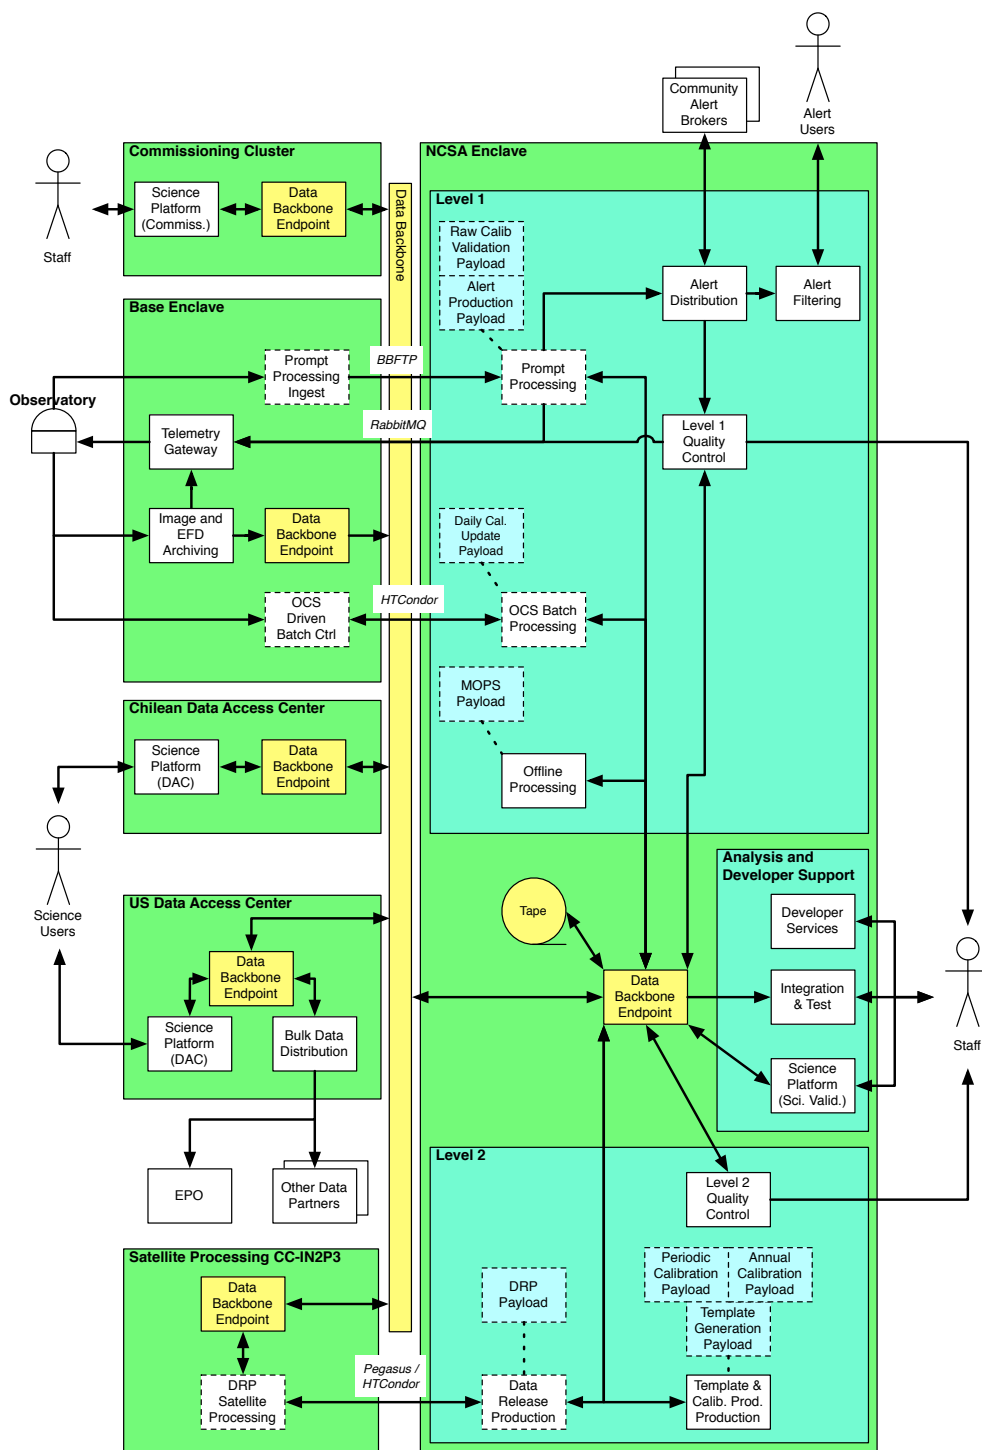 Community
Alert
Brokers
Alert
Users
Commissioning Cluster
Science
Platform
(Commiss.)
Data
Backbone
Endpoint
Staff
Data Backbone
NCSA Enclave
Level 1
Raw Calib
Validation
Payload
Alert
Production
Payload
Alert
Distribution
Alert
Filtering
Base Enclave
Prompt
Processing
Ingest
BBFTP
Prompt
Processing
Observatory
Telemetry
Gateway
RabbitMQ
Level 1
Quality
Control
Image and
EFD
Archiving
Data
Backbone
Endpoint
Daily Cal.
Update
Payload
OCS
Driven
Batch Ctrl
HTCondor
OCS Batch
Processing
MOPS
Payload
Offline
Processing
Chilean Data Access Center
Science
Platform
(DAC)
Data
Backbone
Endpoint
Science
Users
US Data Access Center
Data
Backbone
Endpoint
Science
Platform
(DAC)
Bulk Data
Distribution
EPO
Other Data
Partners
Tape
Data
Backbone
Endpoint
Analysis and
Developer Support
Developer
Services
Integration
& Test
Science
Platform
(Sci. Valid.)
Staff
Level 2
Level 2
Quality
Control
Satellite Processing CC-IN2P3
Data
Backbone
Endpoint
DRP
Satellite
Processing
Pegasus /
HTCondor
DRP
Payload
Data
Release
Production
Periodic
Calibration
Payload
Annual
Calibration
Payload
Template
Generation
Payload
Template &
Calib. Prod.
Production